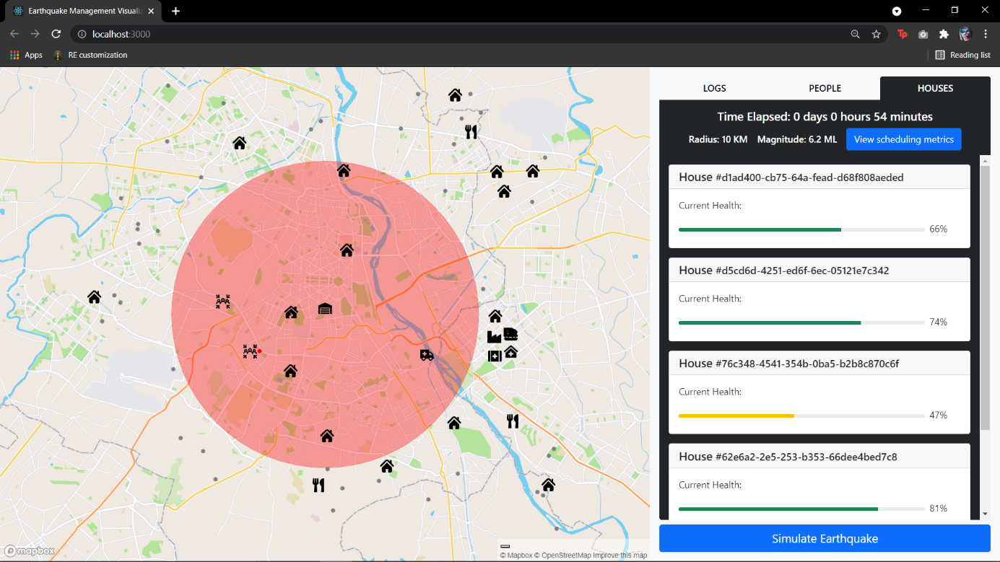 Earthquake Management Visualiz
localhost:3000
Tp
Apps
RE customization
Reading list
LOGS
PEOPLE
HOUSES
Time Elapsed: 0 days 0 hours 54 minutes
Radius: 10 KM
Magnitude: 6.2 ML
View scheduling metrics
House #d1ad400-cb75-64a-fead-d68f808aeded
Current Health:
66%
House #d5cd6d-4251-ed6f-6ec-05121e7c342
Current Health:
74%
House #76c348-4541-354b-0ba5-b2b8c870c6f
Current Health:
47%
House #62e6a2-2e5-253-b353-66dee4bed7c8
Current Health:
81%
Simulate Earthquake
mapbox
© Mapbox © OpenStreetMap Improve this map